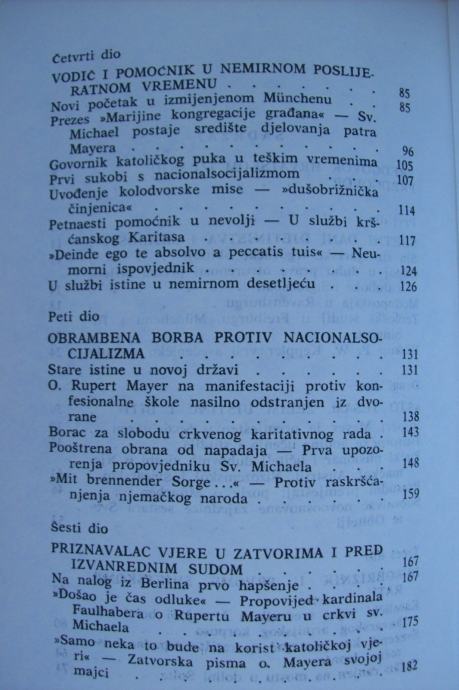 Četvrti dio
VODIČ I POMOĆNIK U NEMIRNOM POSLIJE-
RATNOM VREMENU . . . . . . 85
Novi početak u izmijenjenom Münchenu . . 85
Prezes »Marijine kongregacije građana« — Sv.
Michael postaje središte djelovanja patra
Mayera . . . . . . . . . 96
Govornik katoličkog puka u teškim vremenima 105
Prvi sukobi s nacionalsocijalizmom . . . 107
Uvođenje kolodvorske mise — »dušobrižnička
činjenica« . . . . . . . . 114
Petnaesti pomoćnik u nevolji — U službi krš-
ćanskog Karitasa . . . . . . . 117
»Deinde ego te absolvo a peccatis tuis« — Neu-
morni ispovjednik . . . . . . . 124
U službi istine u nemirnom desetljeću . . . 126
Peti dio
OBRAMBENA BORBA PROTIV NACIONALSO-
CIJALIZMA . . . . . . . . 131
Stare istine u novoj državi . . . . . 131
O. Rupert Mayer na manifestaciji protiv kon-
fesionalne škole nasilno odstranjen iz dvo-
rane . . . . . . . . . 138
Borac za slobodu crkvenog karitativnog rada . 143
Pooštrena obrana od napadaja — Prva upozo-
renja propovjedniku Sv. Michaela . . . 148
»Mit brennender Sorge...« — Protiv raskršća-
njenja njemačkog naroda . . . . . 159
Šesti dio
PRIZNAVALAC VJERE U ZATVORIMA I PRED
IZVANREDNIM SUDOM . . . . . 167
Na nalog iz Berlina prvo hapšenje . . . . 167
»Došao je čas odluke« — Propovijed kardinala
Faulhabera o Rupertu Mayeru u crkvi sv.
Michaela . . . . . . . . 175
»Samo neka to bude na korist katoličkoj vje-
ri« — Zatvorska pisma o. Mayera svojoj
majci . . . . . . . . . 182